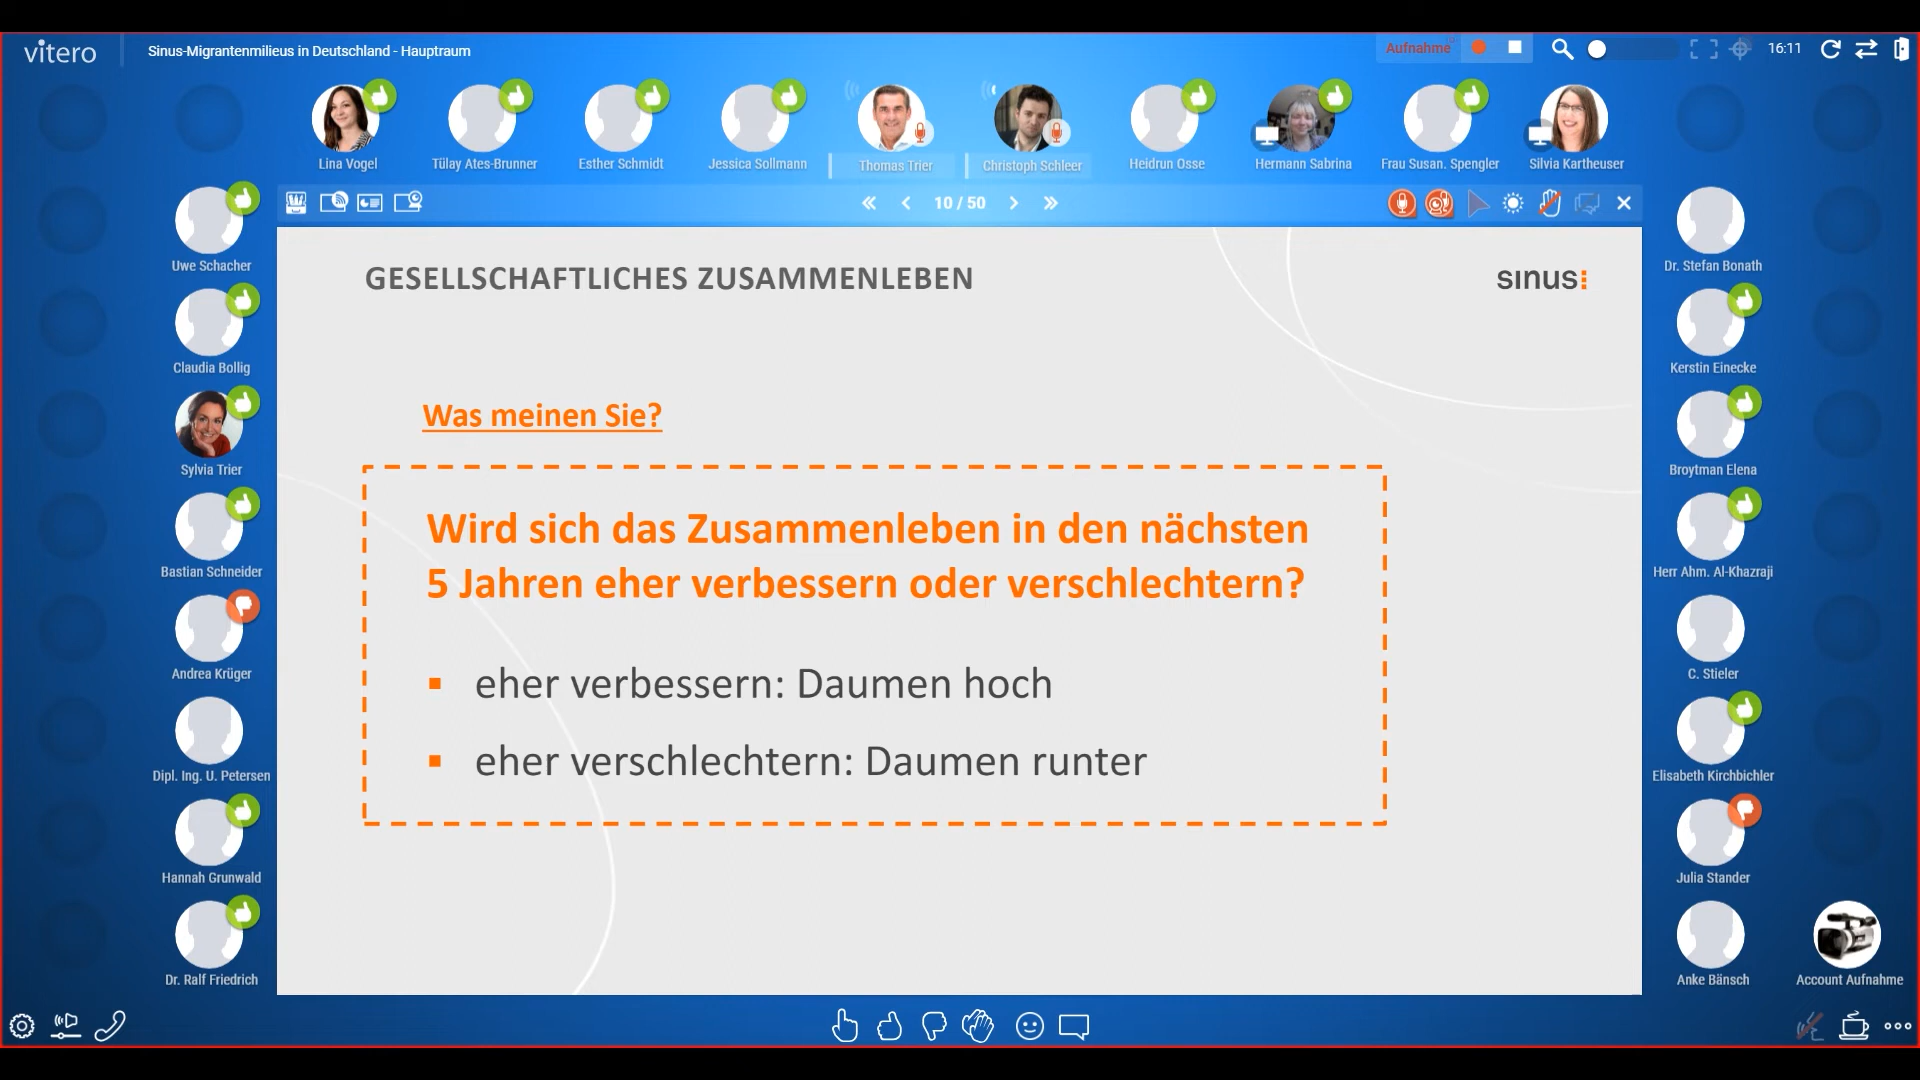 vitero
Sinus-Migrantenmilieus in Deutschland - Hauptraum
Aufnahme
16:11
Lina Vogel
Tülay Ates-Brunner
Esther Schmidt
Jessica Sollmann
Thomas Trier
Christoph Schleer
Heidrun Osse
Hermann Sabrina
Frau Susan. Spengler
Silvia Kartheuser
10 / 50
Uwe Schacher
Claudia Bollig
Sylvia Trier
Bastian Schneider
Andrea Krüger
Dipl. Ing. U. Petersen
Hannah Grunwald
Dr. Ralf Friedrich
GESELLSCHAFTLICHES ZUSAMMENLEBEN
sinus:
Was meinen Sie?
Wird sich das Zusammenleben in den nächsten
5 Jahren eher verbessern oder verschlechtern?
▪ eher verbessern: Daumen hoch
▪ eher verschlechtern: Daumen runter
Dr. Stefan Bonath
Kerstin Einecke
Broytman Elena
Herr Ahm. Al-Khazraji
C. Stieler
Elisabeth Kirchbichler
Julia Stander
Anke Bänsch
Account Aufnahme